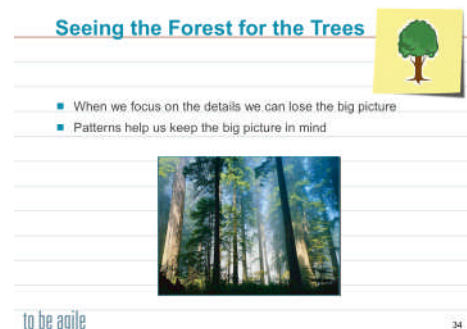 Seeing the Forest for the Trees
When we focus on the details we can lose the big picture
Patterns help us keep the big picture in mind
to be agile
34